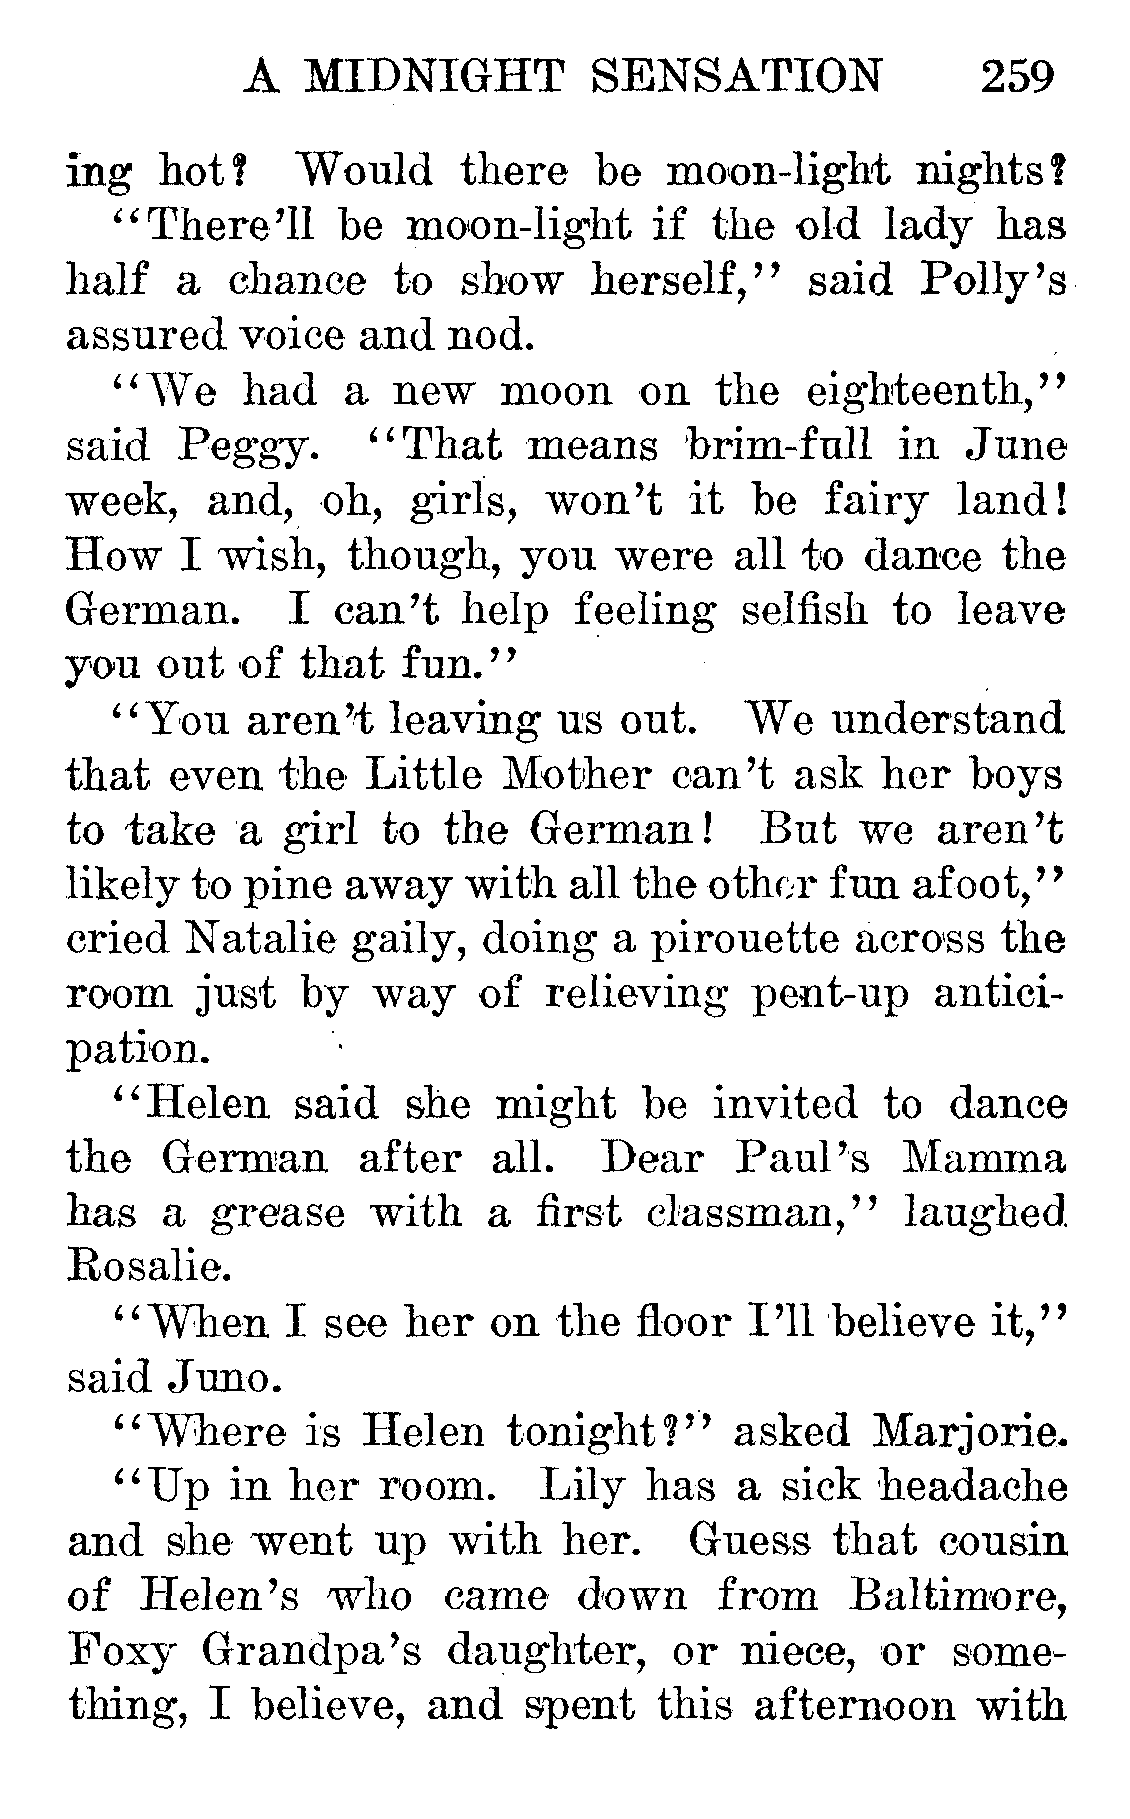 A MIDNIGHT SENSATION 259
ing hot? Would there be moon-light nights?
"There'll be moon-light if the old lady has
half a chance to show herself," said Polly's
assured voice and nod.
"We had a new moon on the eighteenth,"
said Peggy. "That means brim-full in June
week, and, oh, girls, won't it be fairy land!
How I wish, though, you were all to dance the
German. I can't help feeling selfish to leave
you out of that fun."
"You aren't leaving us out. We understand
that even the Little Mother can't ask her boys
to take a girl to the German! But we aren't
likely to pine away with all the other fun afoot,"
cried Natalie gaily, doing a pirouette across the
room just by way of relieving pent-up antici-
pation.
"Helen said she might be invited to dance
the German after all. Dear Paul's Mamma
has a grease with a first classman," laughed
Rosalie.
"When I see her on the floor I'll believe it,"
said Juno.
"Where is Helen tonight?" asked Marjorie.
"Up in her room. Lily has a sick headache
and she went up with her. Guess that cousin
of Helen's who came down from Baltimore,
Foxy Grandpa's daughter, or niece, or some-
thing, I believe, and spent this afternoon with